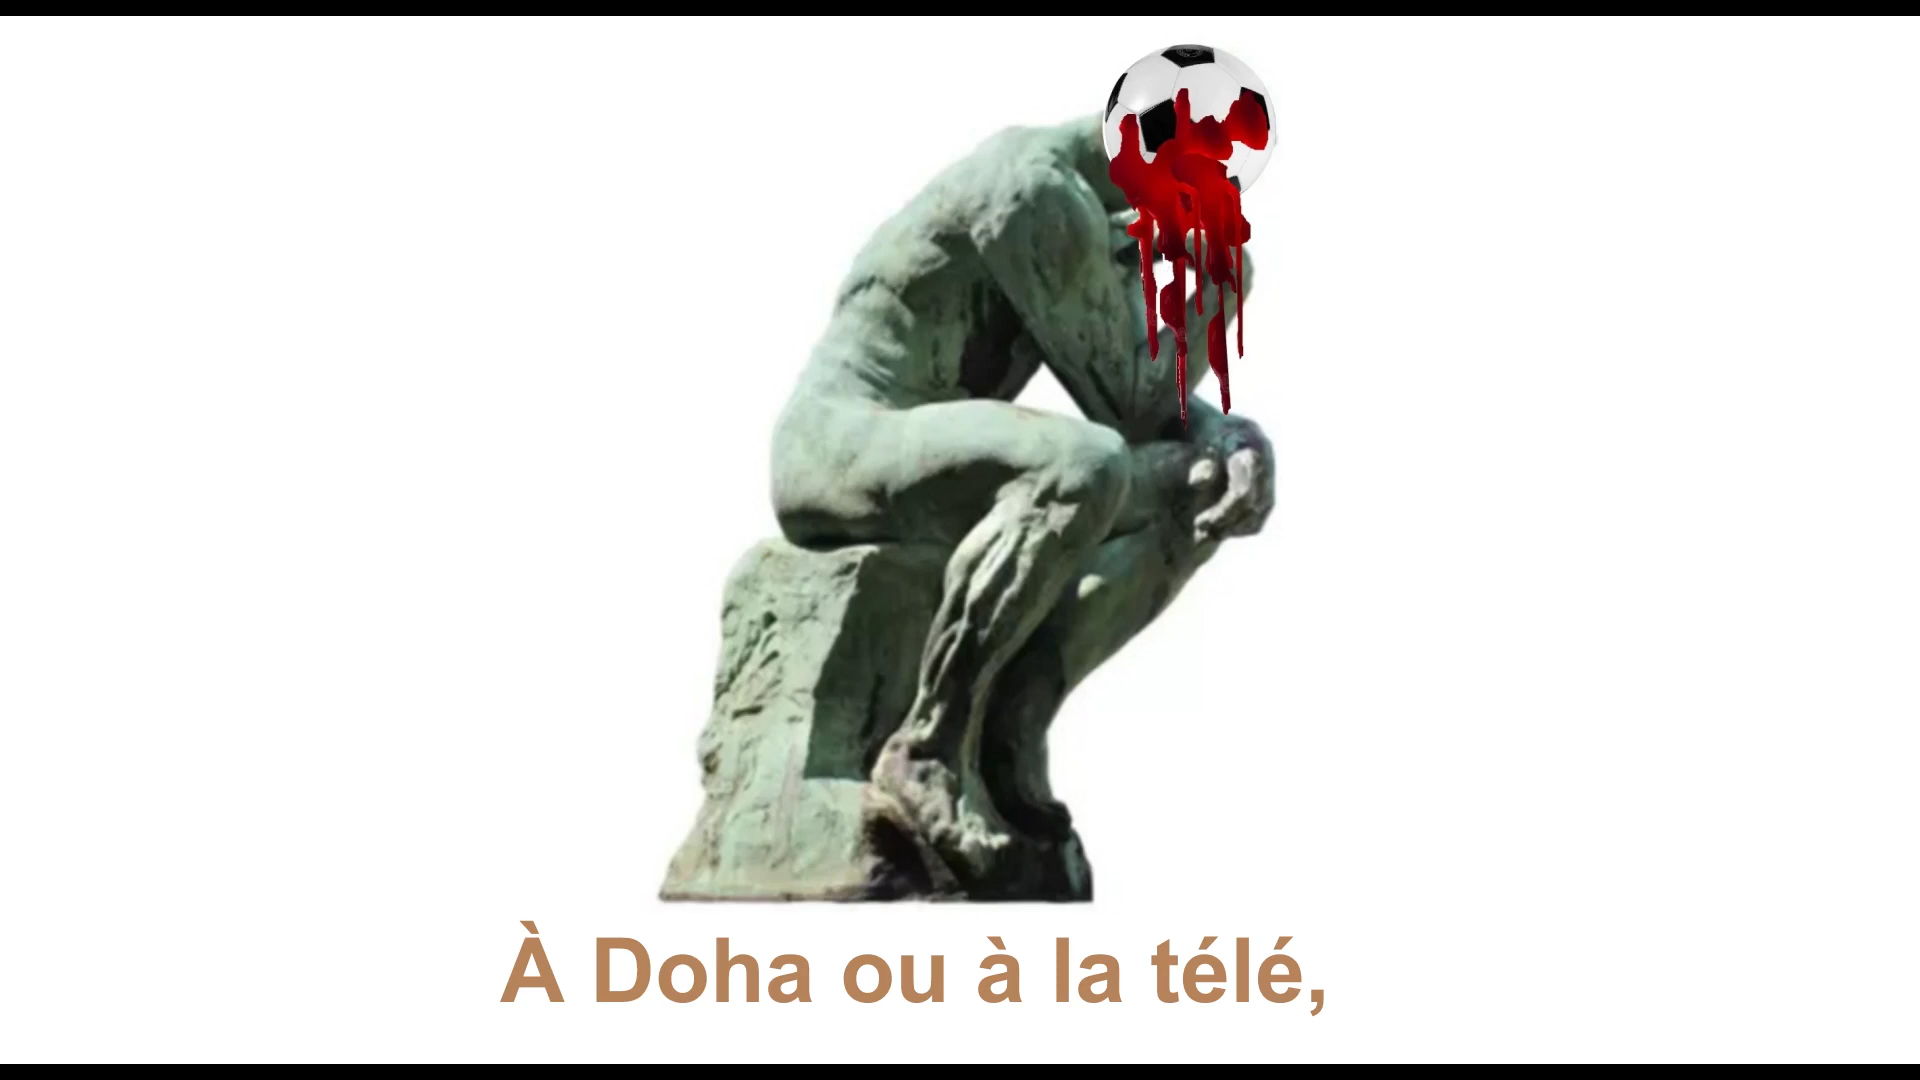 À Doha ou à la télé,